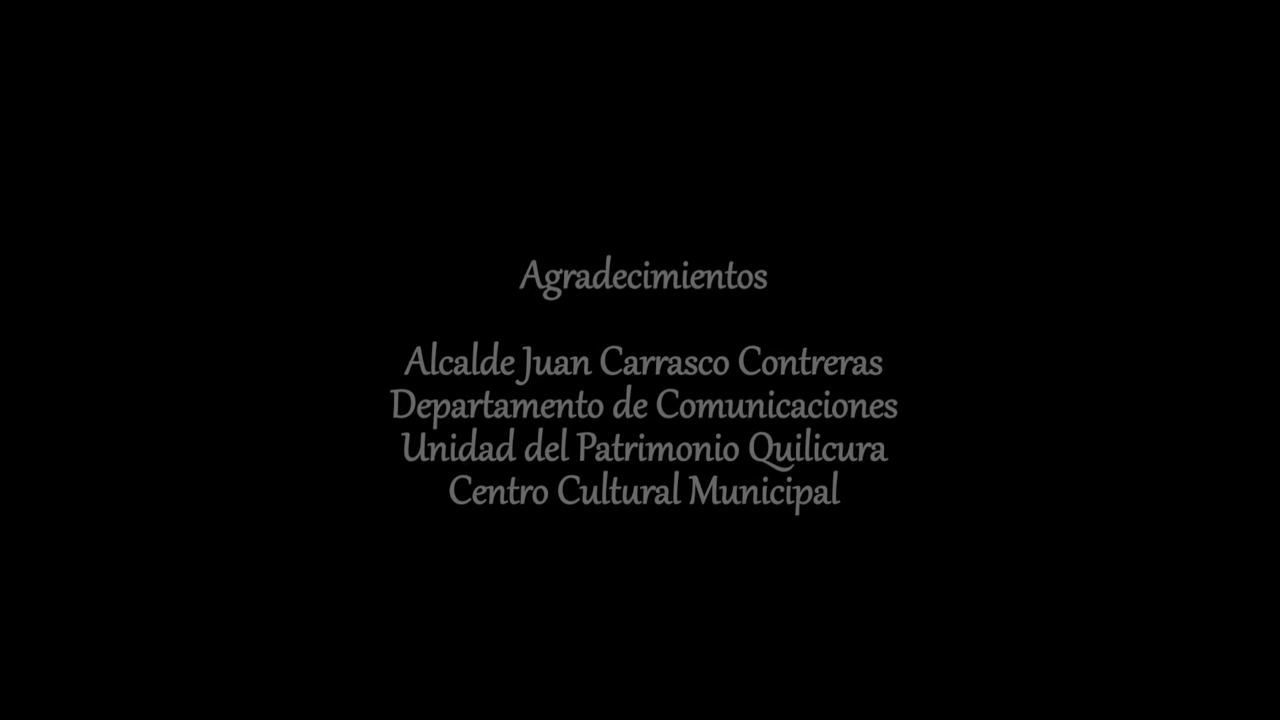 Agradecimientos
Alcalde Juan Carrasco Contreras
Departamento de Comunicaciones
Unidad del Patrimonio Quilicura
Centro Cultural Municipal